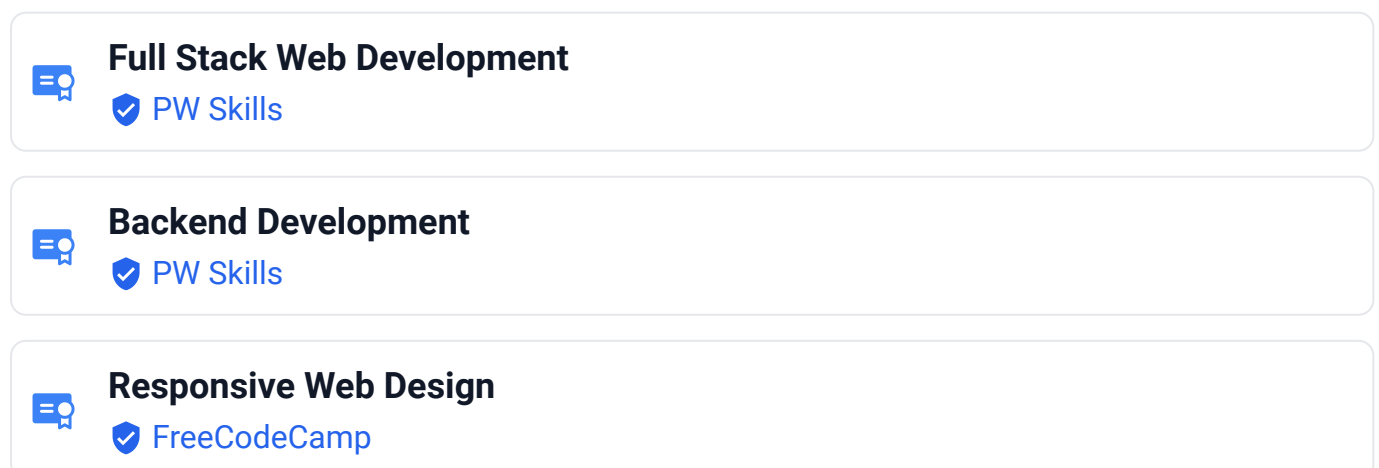 Full Stack Web Development
PW Skills
Backend Development
PW Skills
Responsive Web Design
FreeCodeCamp